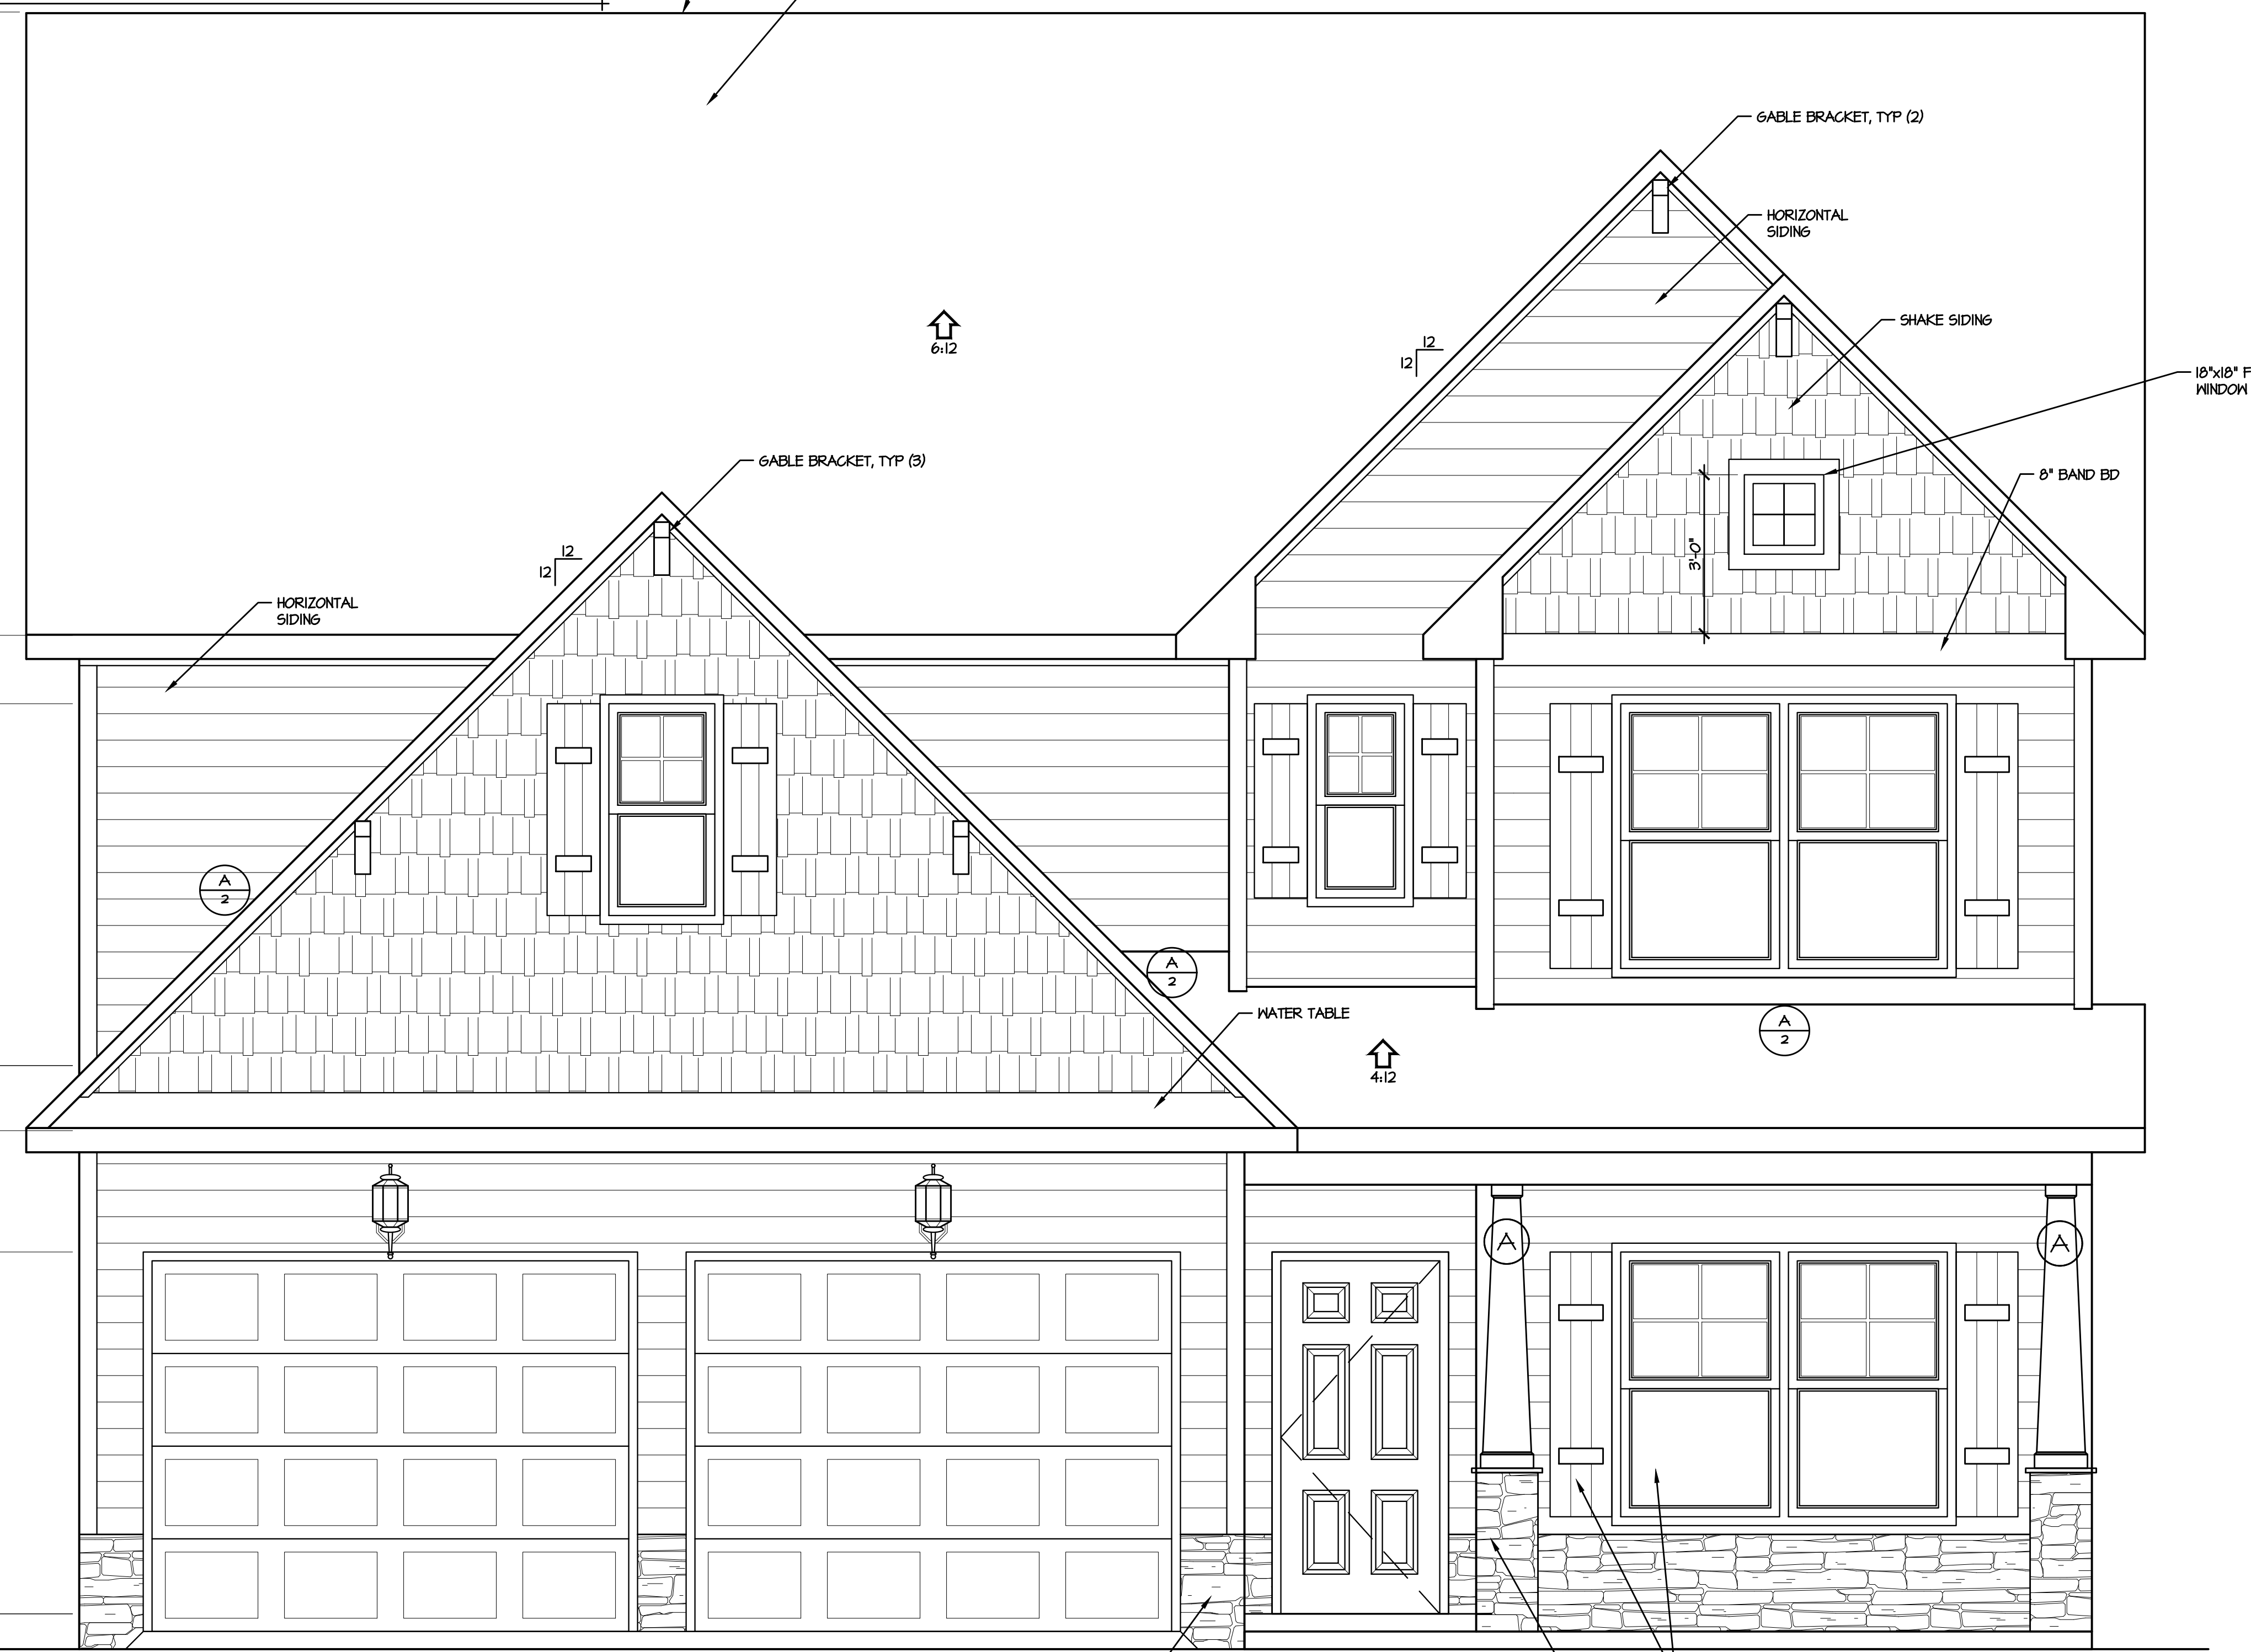 GABLE BRACKET, TYP (2)
HORIZONTAL
SIDING
SHAKE SIDING
6:12
12
12
18"x18" F
WINDOW
GABLE BRACKET, TYP (3)
8" BAND BD
12
12
3'-0"
HORIZONTAL
SIDING
A
2
A
2
WATER TABLE
A
2
4:12
A
A